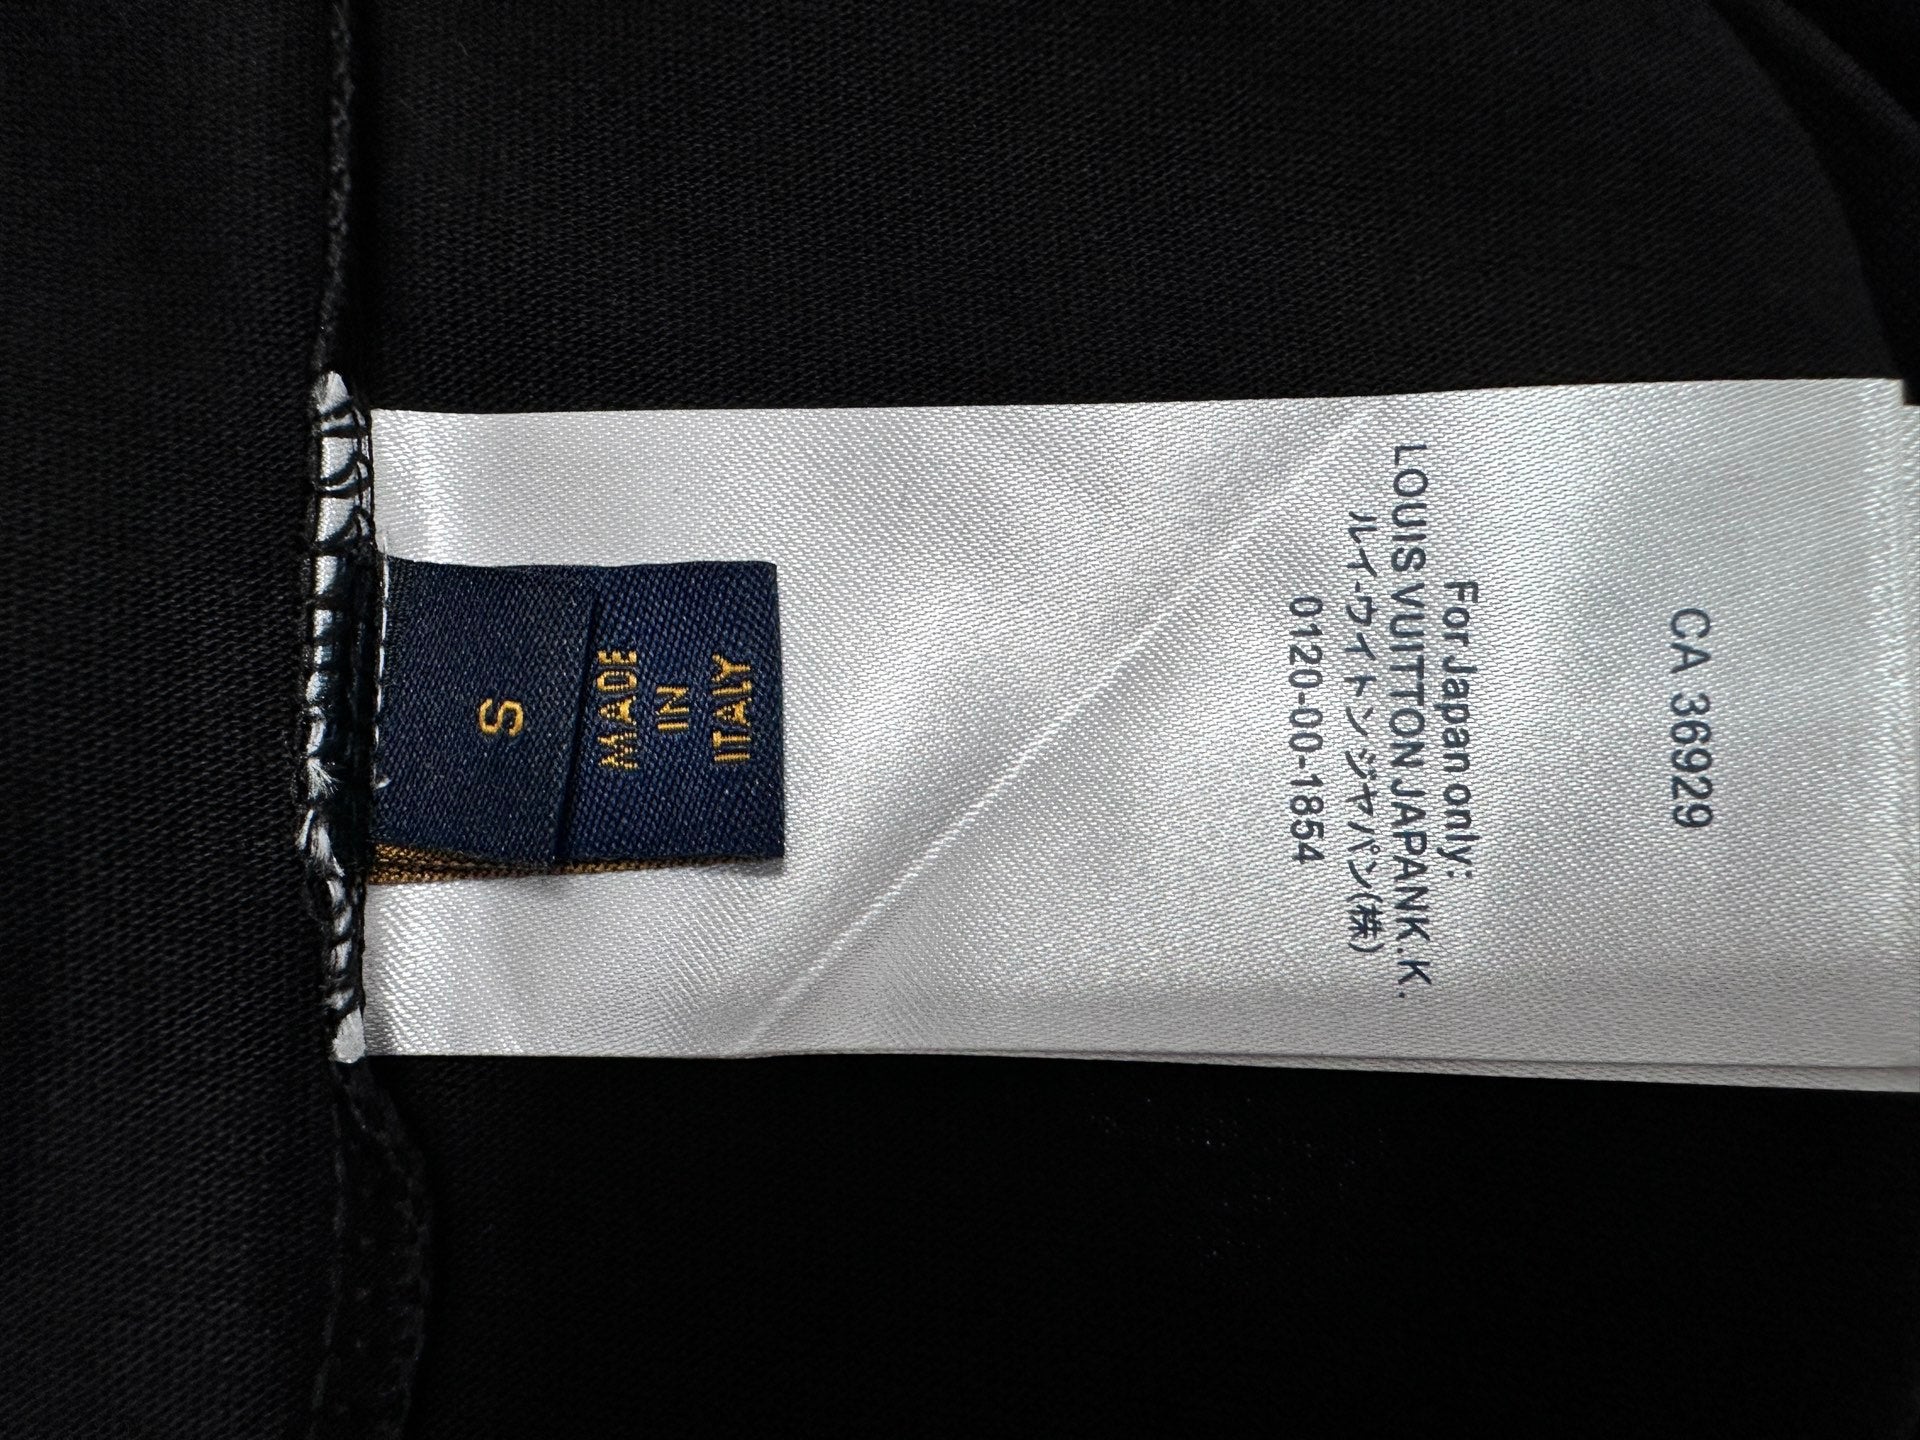 S
MADE
IN
ITALY
CA 36929
For Japan only:
LOUIS VUITTON JAPAN K.K.
ルイ・ヴィトン ジャパン(株)
0120-00-1854